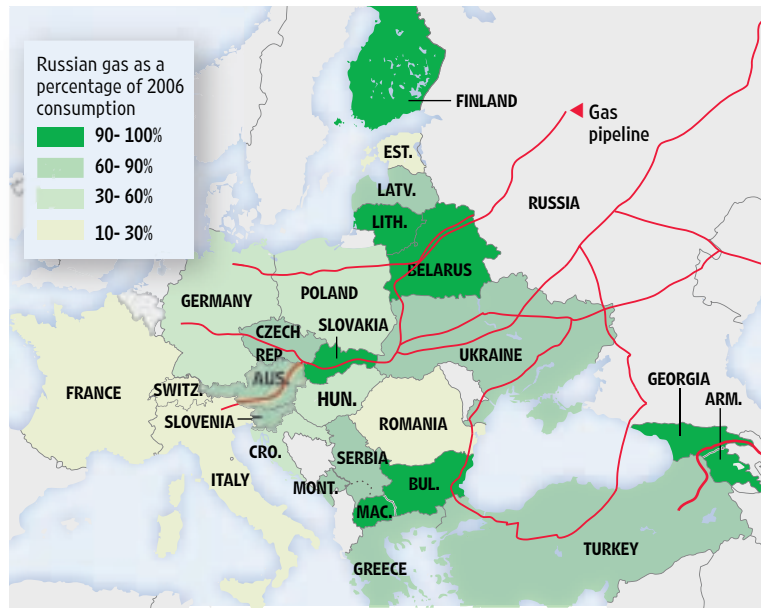 Russian gas as a
percentage of 2006
consumption
90- 100%
60- 90%
30- 60%
10- 30%
FINLAND
Gas
pipeline
EST.
LATV.
RUSSIA
LITH.
BELARUS
GERMANY
POLAND
CZECH
REP.
SLOVAKIA
UKRAINE
AUS.
FRANCE
SWITZ.
HUN.
GEORGIA
ARM.
SLOVENIA
ROMANIA
CRO.
SERBIA
ITALY
MONT.
BUL.
MAC.
TURKEY
GREECE